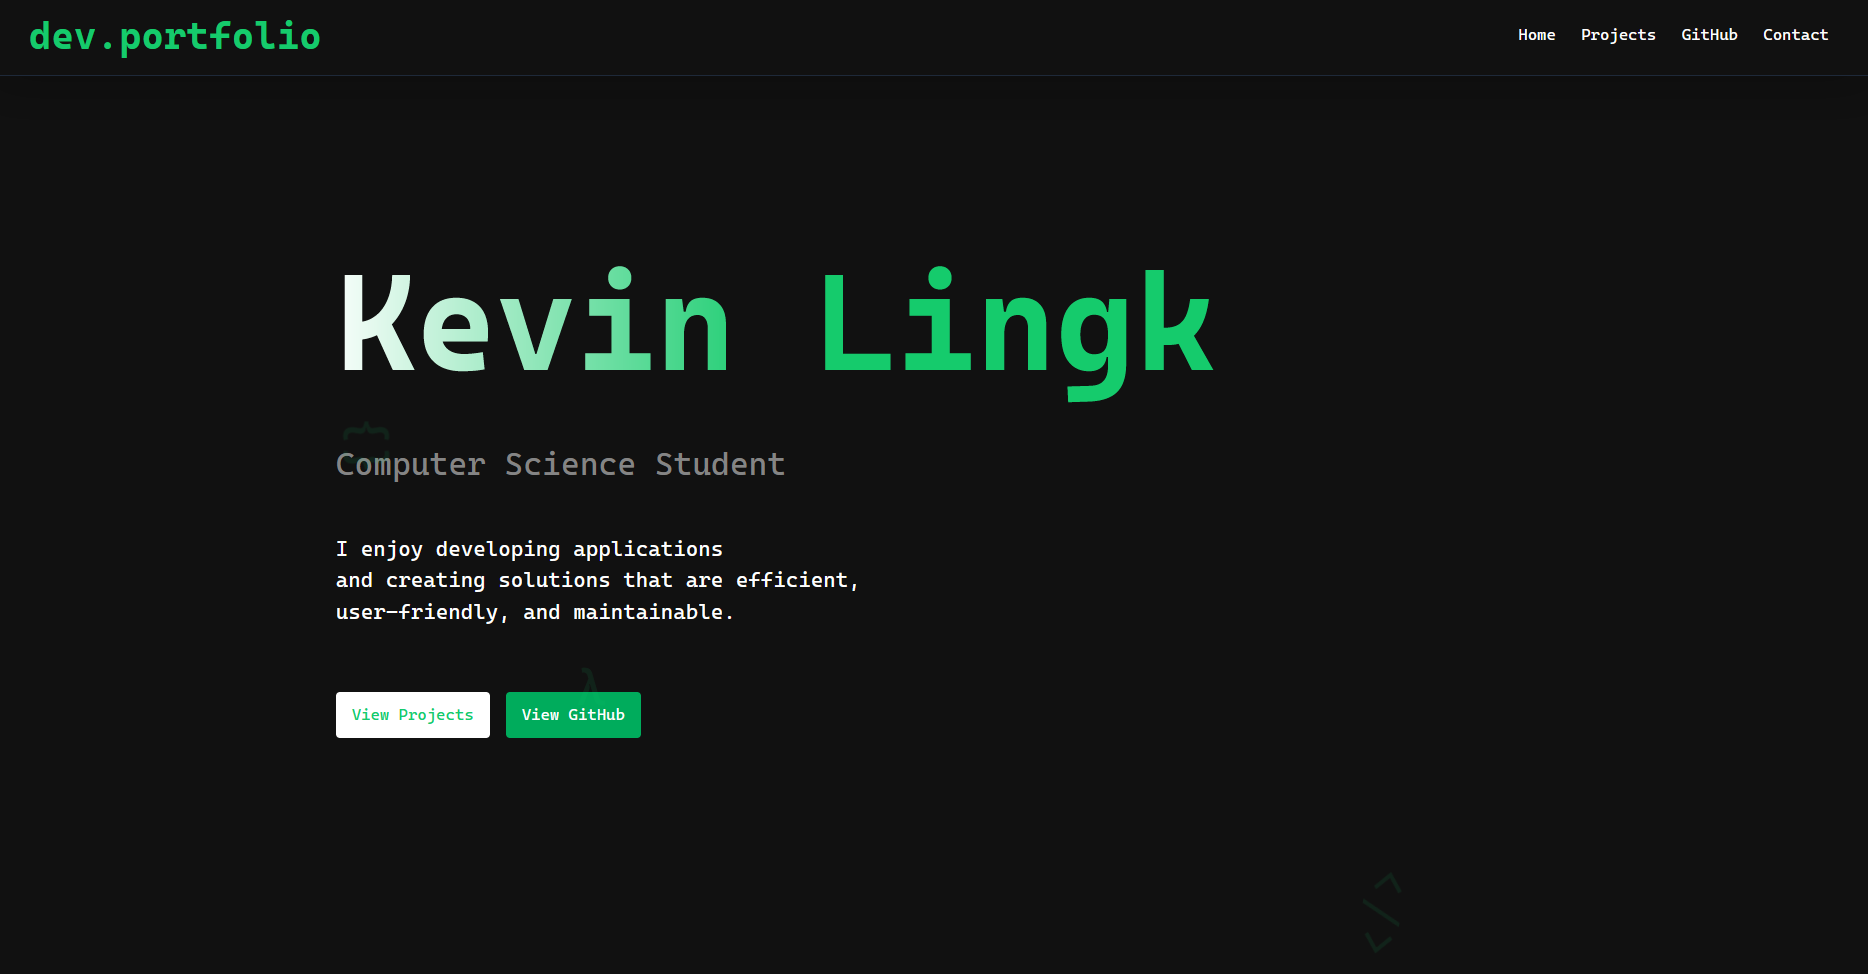 dev.portfolio
Home Projects GitHub Contact
Kevin Lingk
{}
Computer Science Student
I enjoy developing applications
and creating solutions that are efficient,
user-friendly, and maintainable.
λ
View Projects View GitHub
</>